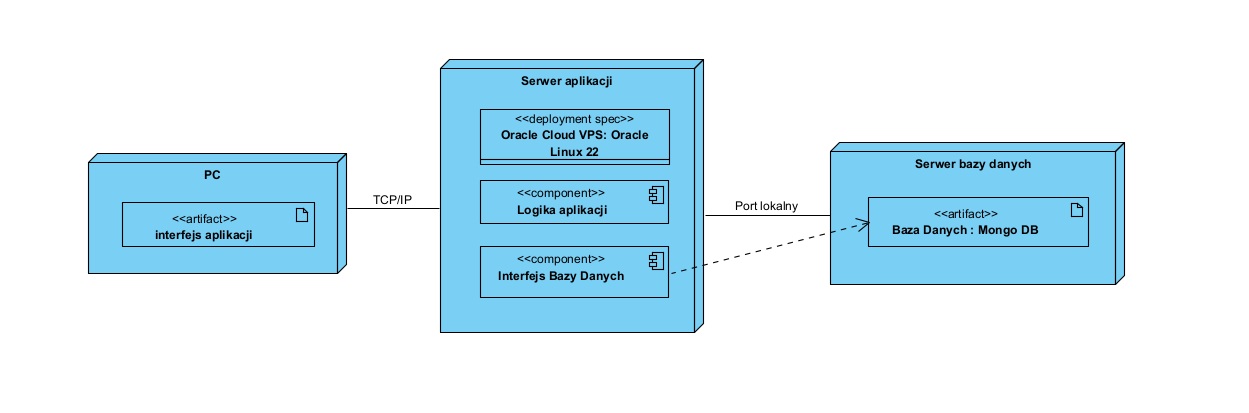 PC
<<artifact>>
interfejs aplikacji
TCP/IP
Serwer aplikacji
<<deployment spec>>
Oracle Cloud VPS: Oracle
Linux 22
<<component>>
Logika aplikacji
<<component>>
Interfejs Bazy Danych
Port lokalny
Serwer bazy danych
<<artifact>>
Baza Danych : Mongo DB